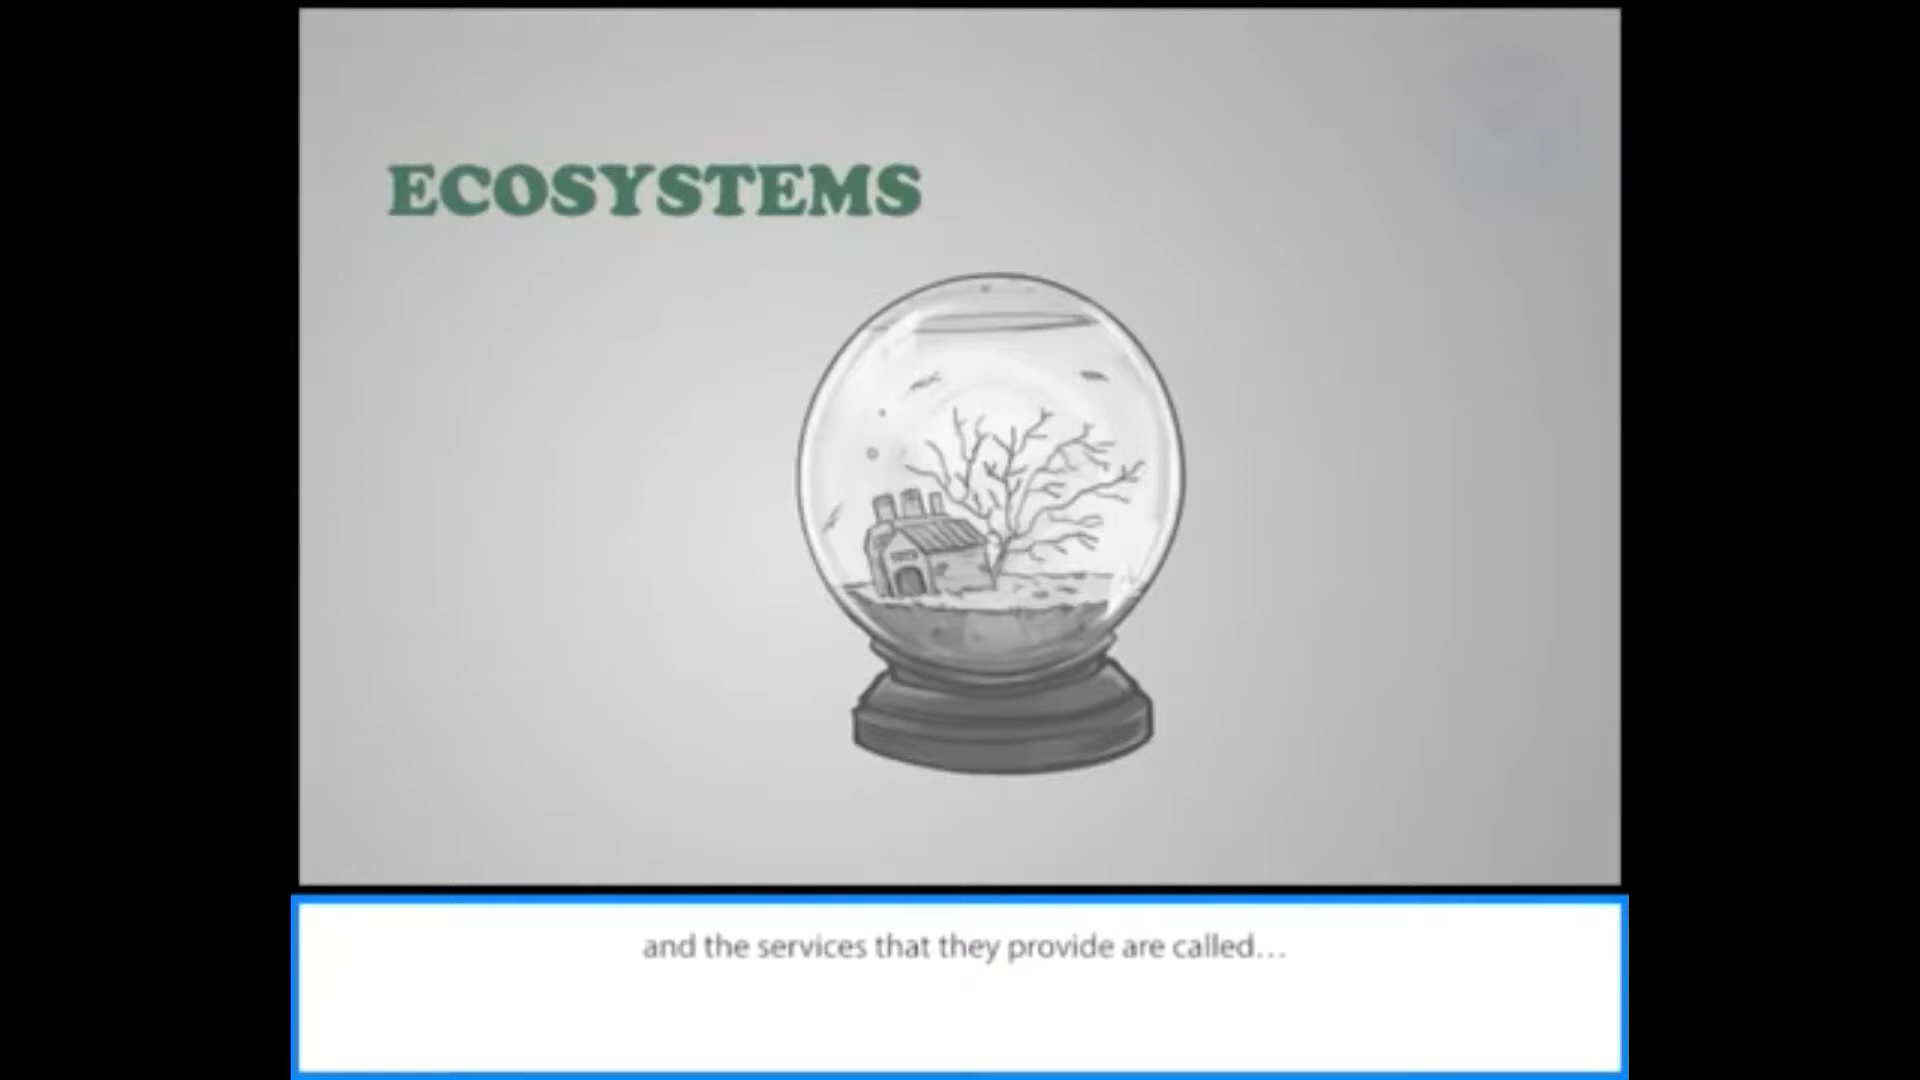 ECOSYSTEMS
and the services that they provide are called…